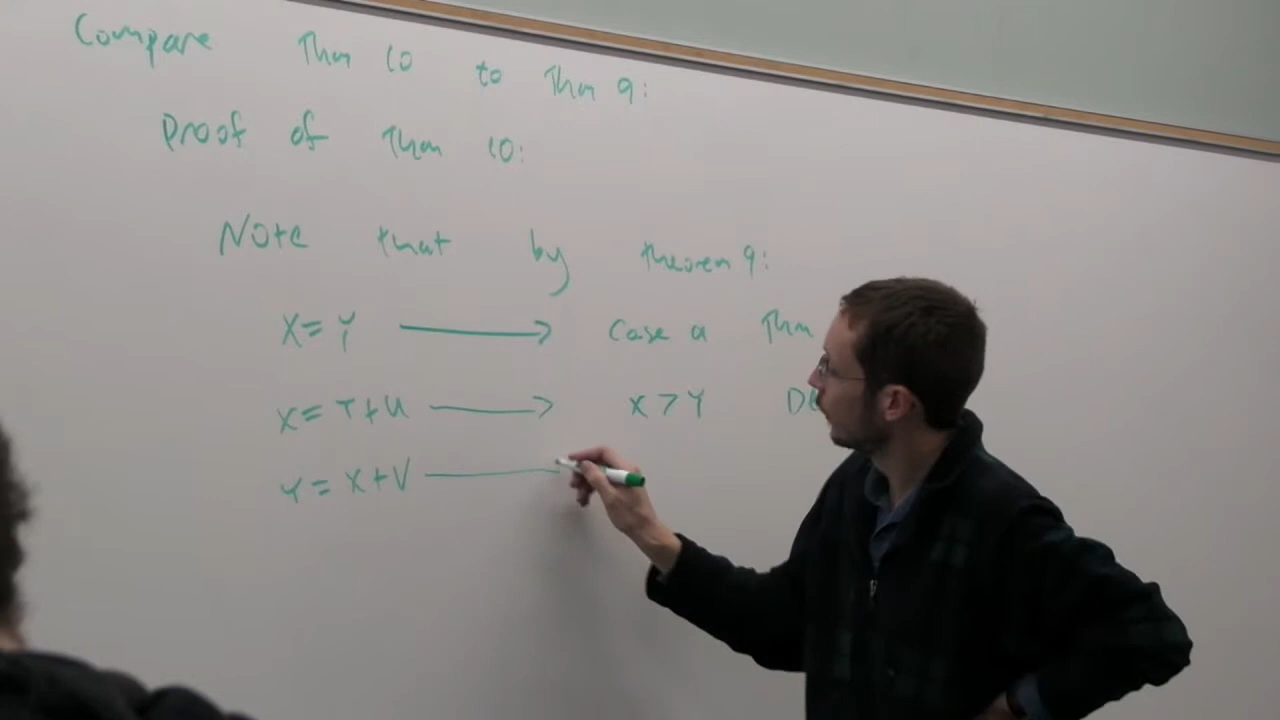 Compare Thm 10 to Thm 9:
Proof of Thm 10:
Note that by theorem 9:
X = Y → Case a Thm
X = Y + U → X > Y
Y = X + V